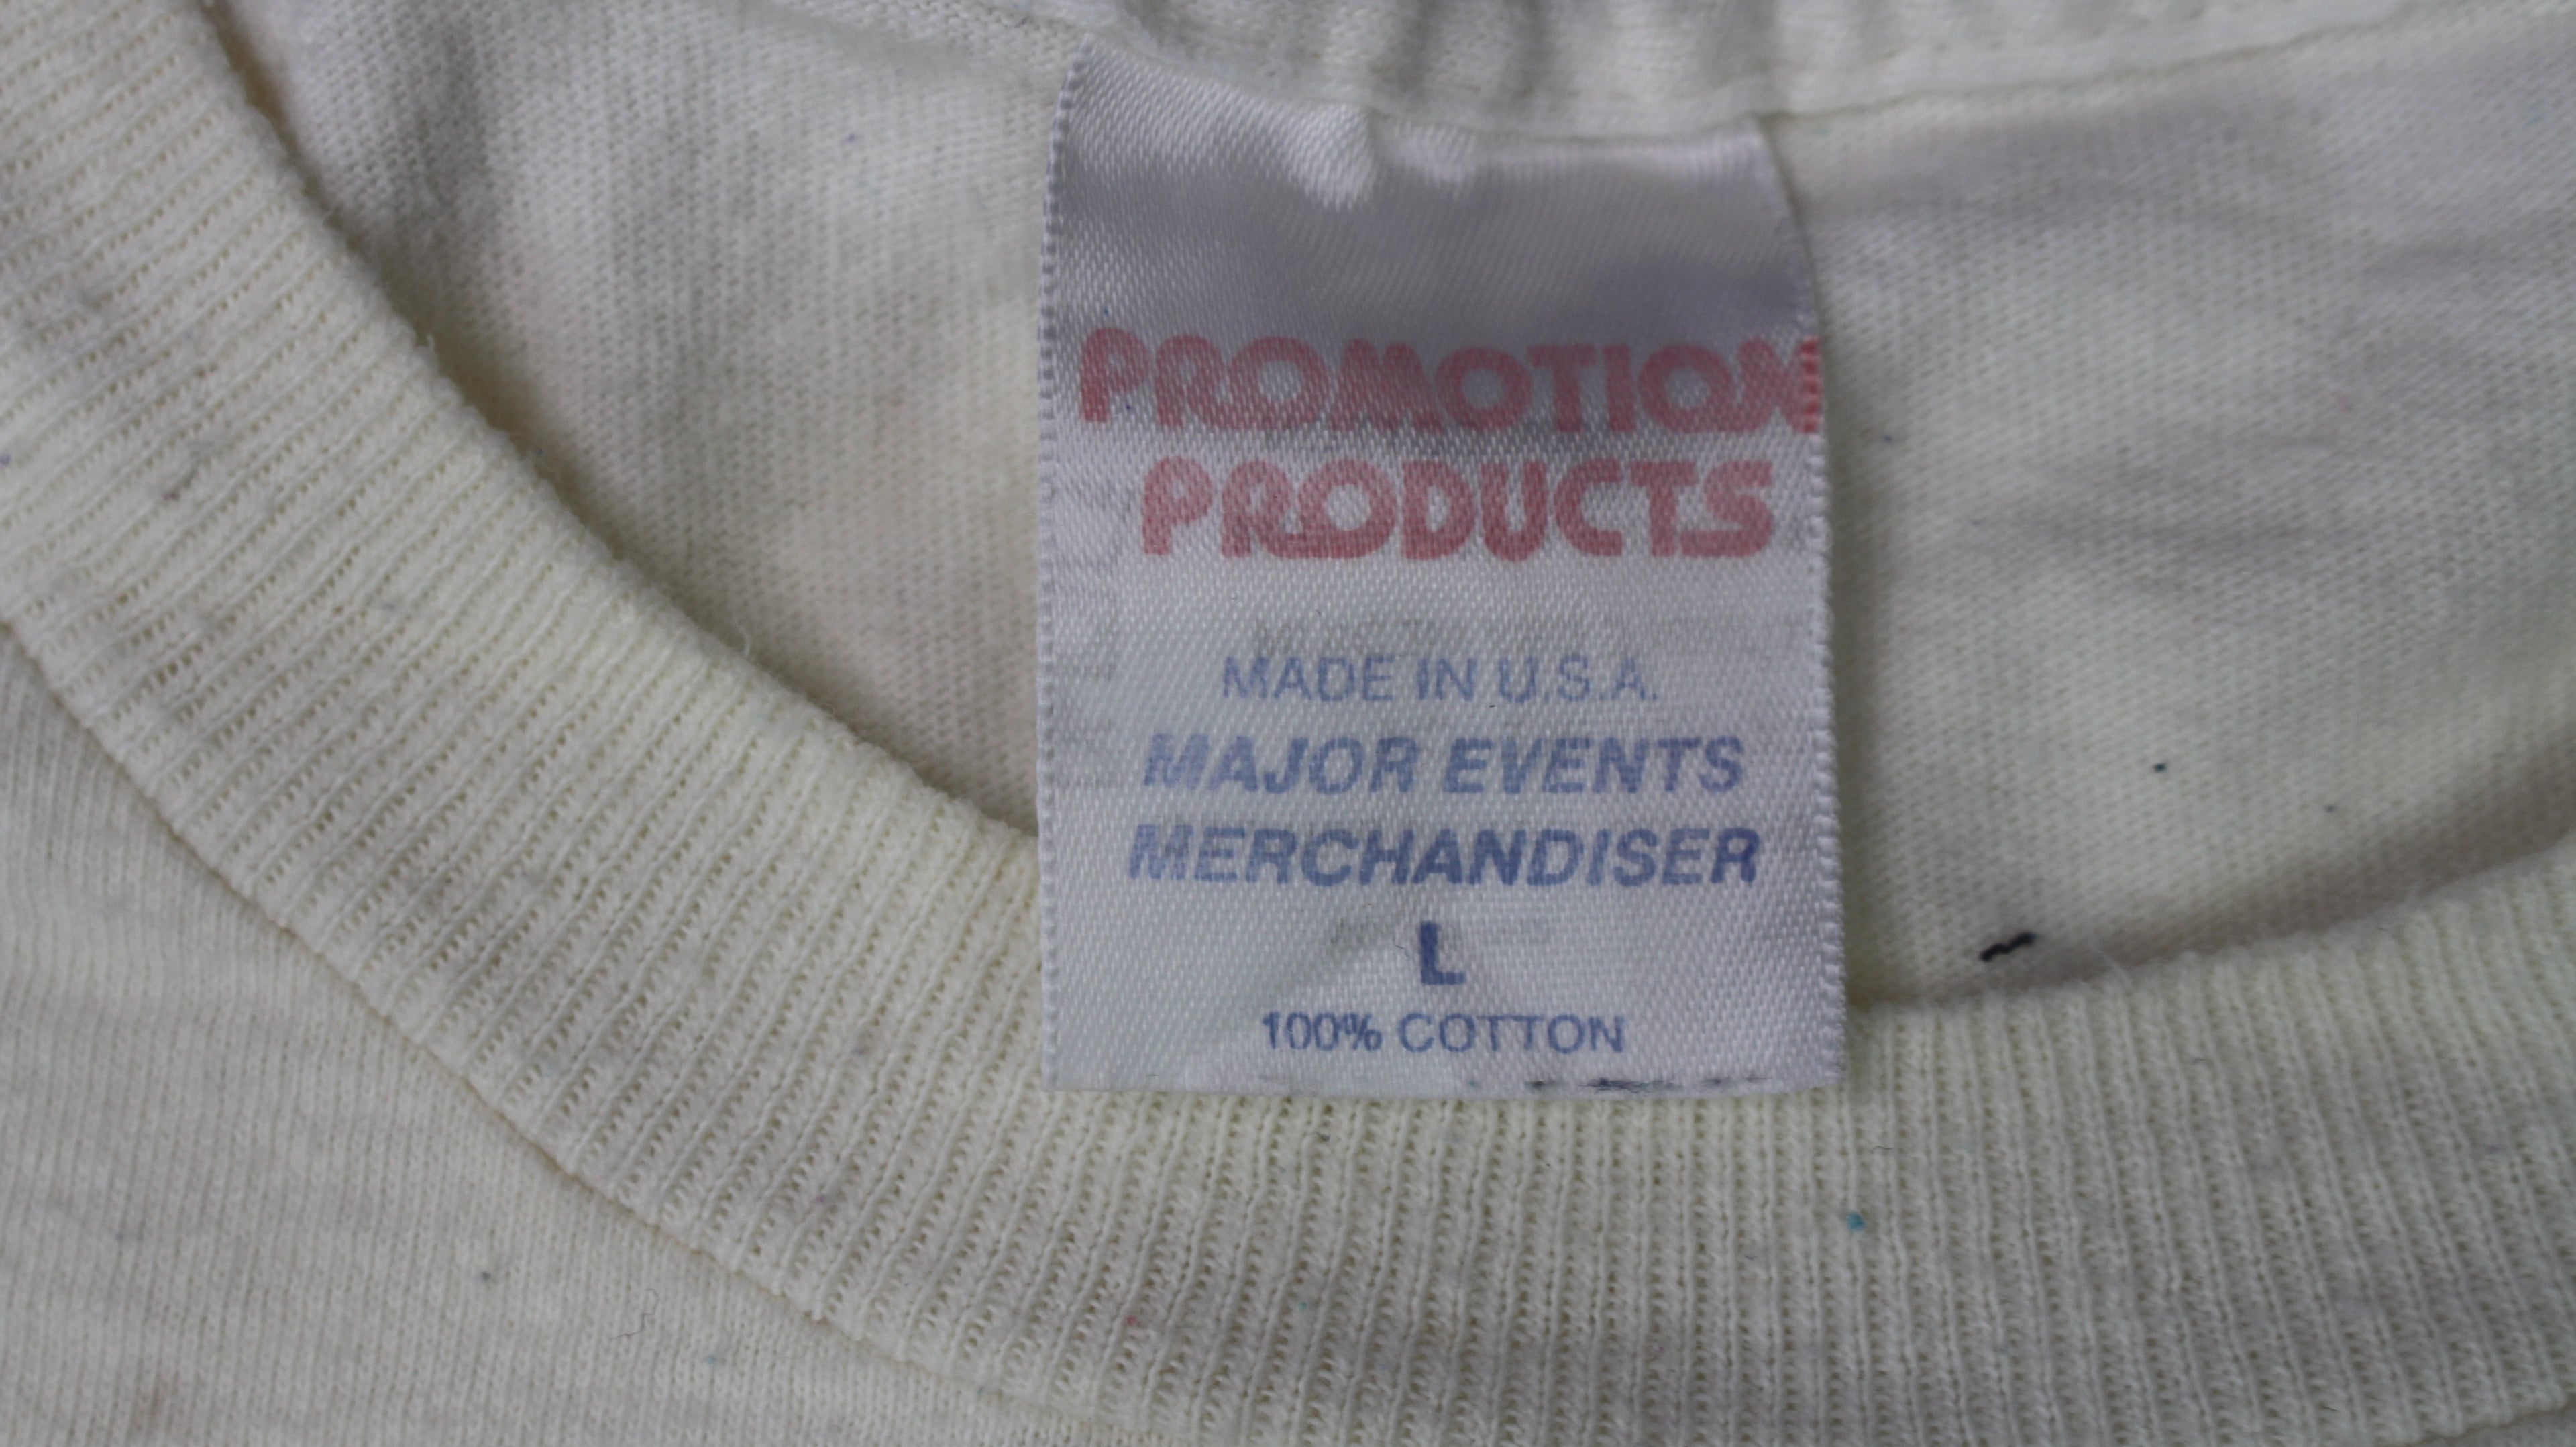 PROMOTION
PRODUCTS
MADE IN U.S.A.
MAJOR EVENTS
MERCHANDISER
L
100% COTTON